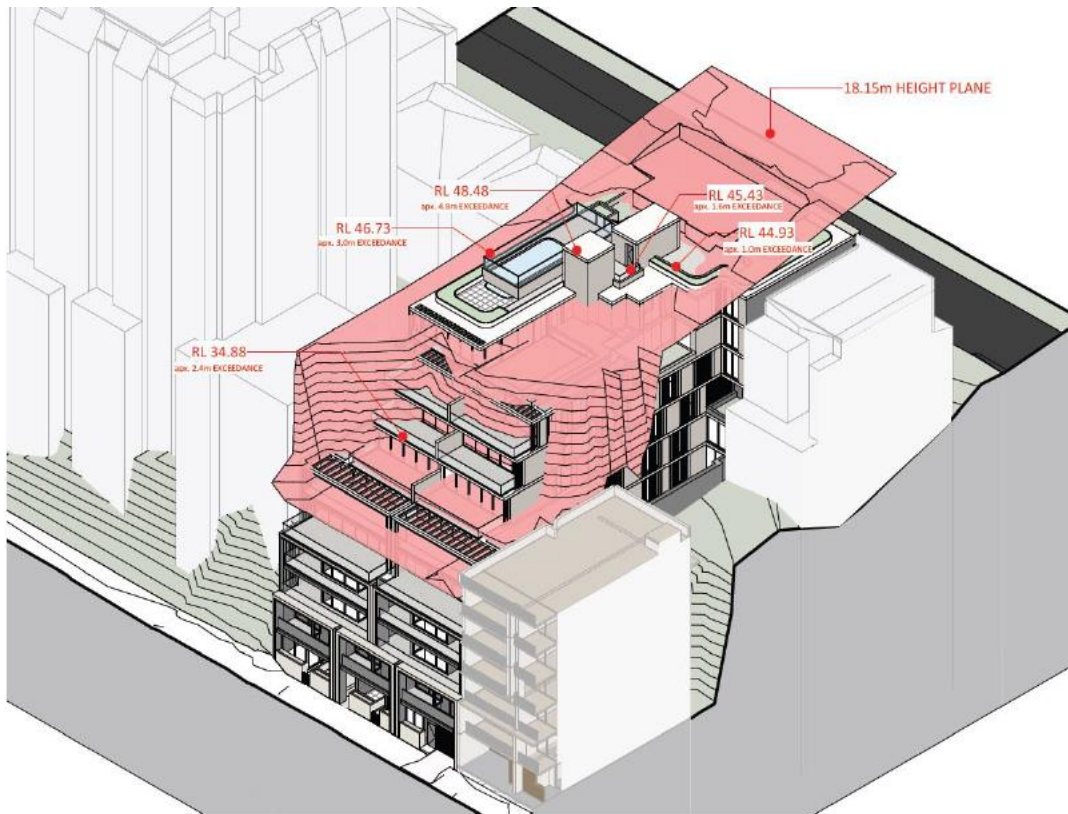 18.15m HEIGHT PLANE
RL 48.48
apx. 4.8m EXCEEDANCE
RL 45.43
apx. 1.6m EXCEEDANCE
RL 46.73
apx. 3.0m EXCEEDANCE
RL 44.93
apx. 1.0m EXCEEDANCE
RL 34.88
apx. 2.4m EXCEEDANCE